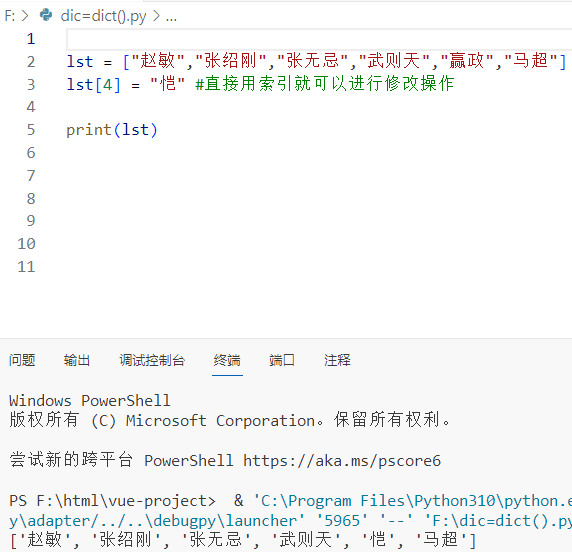 F: > dic=dict().py > ...
1
2 lst = ["赵敏","张绍刚","张无忌","武则天","赢政","马超"]
3 lst[4] = "恺" #直接用索引就可以进行修改操作
4
5 print(lst)
6
7
8
9
10
11
问题 输出 调试控制台 终端 端口 注释
Windows PowerShell
版权所有 (C) Microsoft Corporation。保留所有权利。
尝试新的跨平台 PowerShell https://aka.ms/pscore6
PS F:\html\vue-project> & 'C:\Program Files\Python310\python.e
y\adapter/../..\debugpy\launcher' '5965' '--' 'F:\dic=dict().py
['赵敏', '张绍刚', '张无忌', '武则天', '恺', '马超']